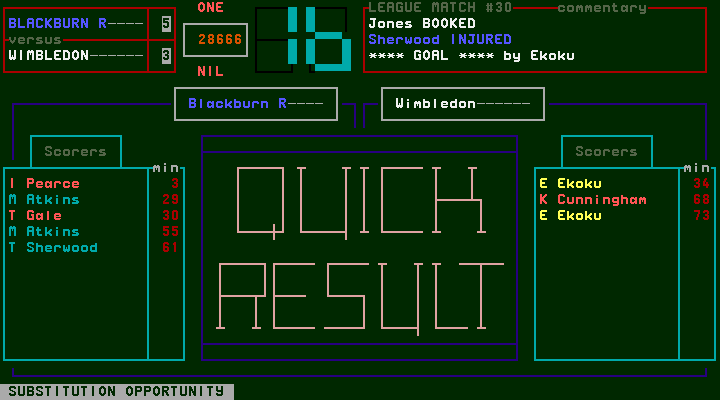 ONE
LEAGUE MATCH #30 commentary
BLACKBURN R 5
Jones BOOKED
versus
28666
16
Sherwood INJURED
WIMBLEDON 3
**** GOAL **** by Ekoku
NIL
Blackburn R
Wimbledon
Scorers
Scorers
min
min
I Pearce 3
M Atkins 29
T Gale 30
M Atkins 55
T Sherwood 61
E Ekoku 34
K Cunningham 68
E Ekoku 73
QUICK
RESULT
SUBSTITUTION OPPORTUNITY